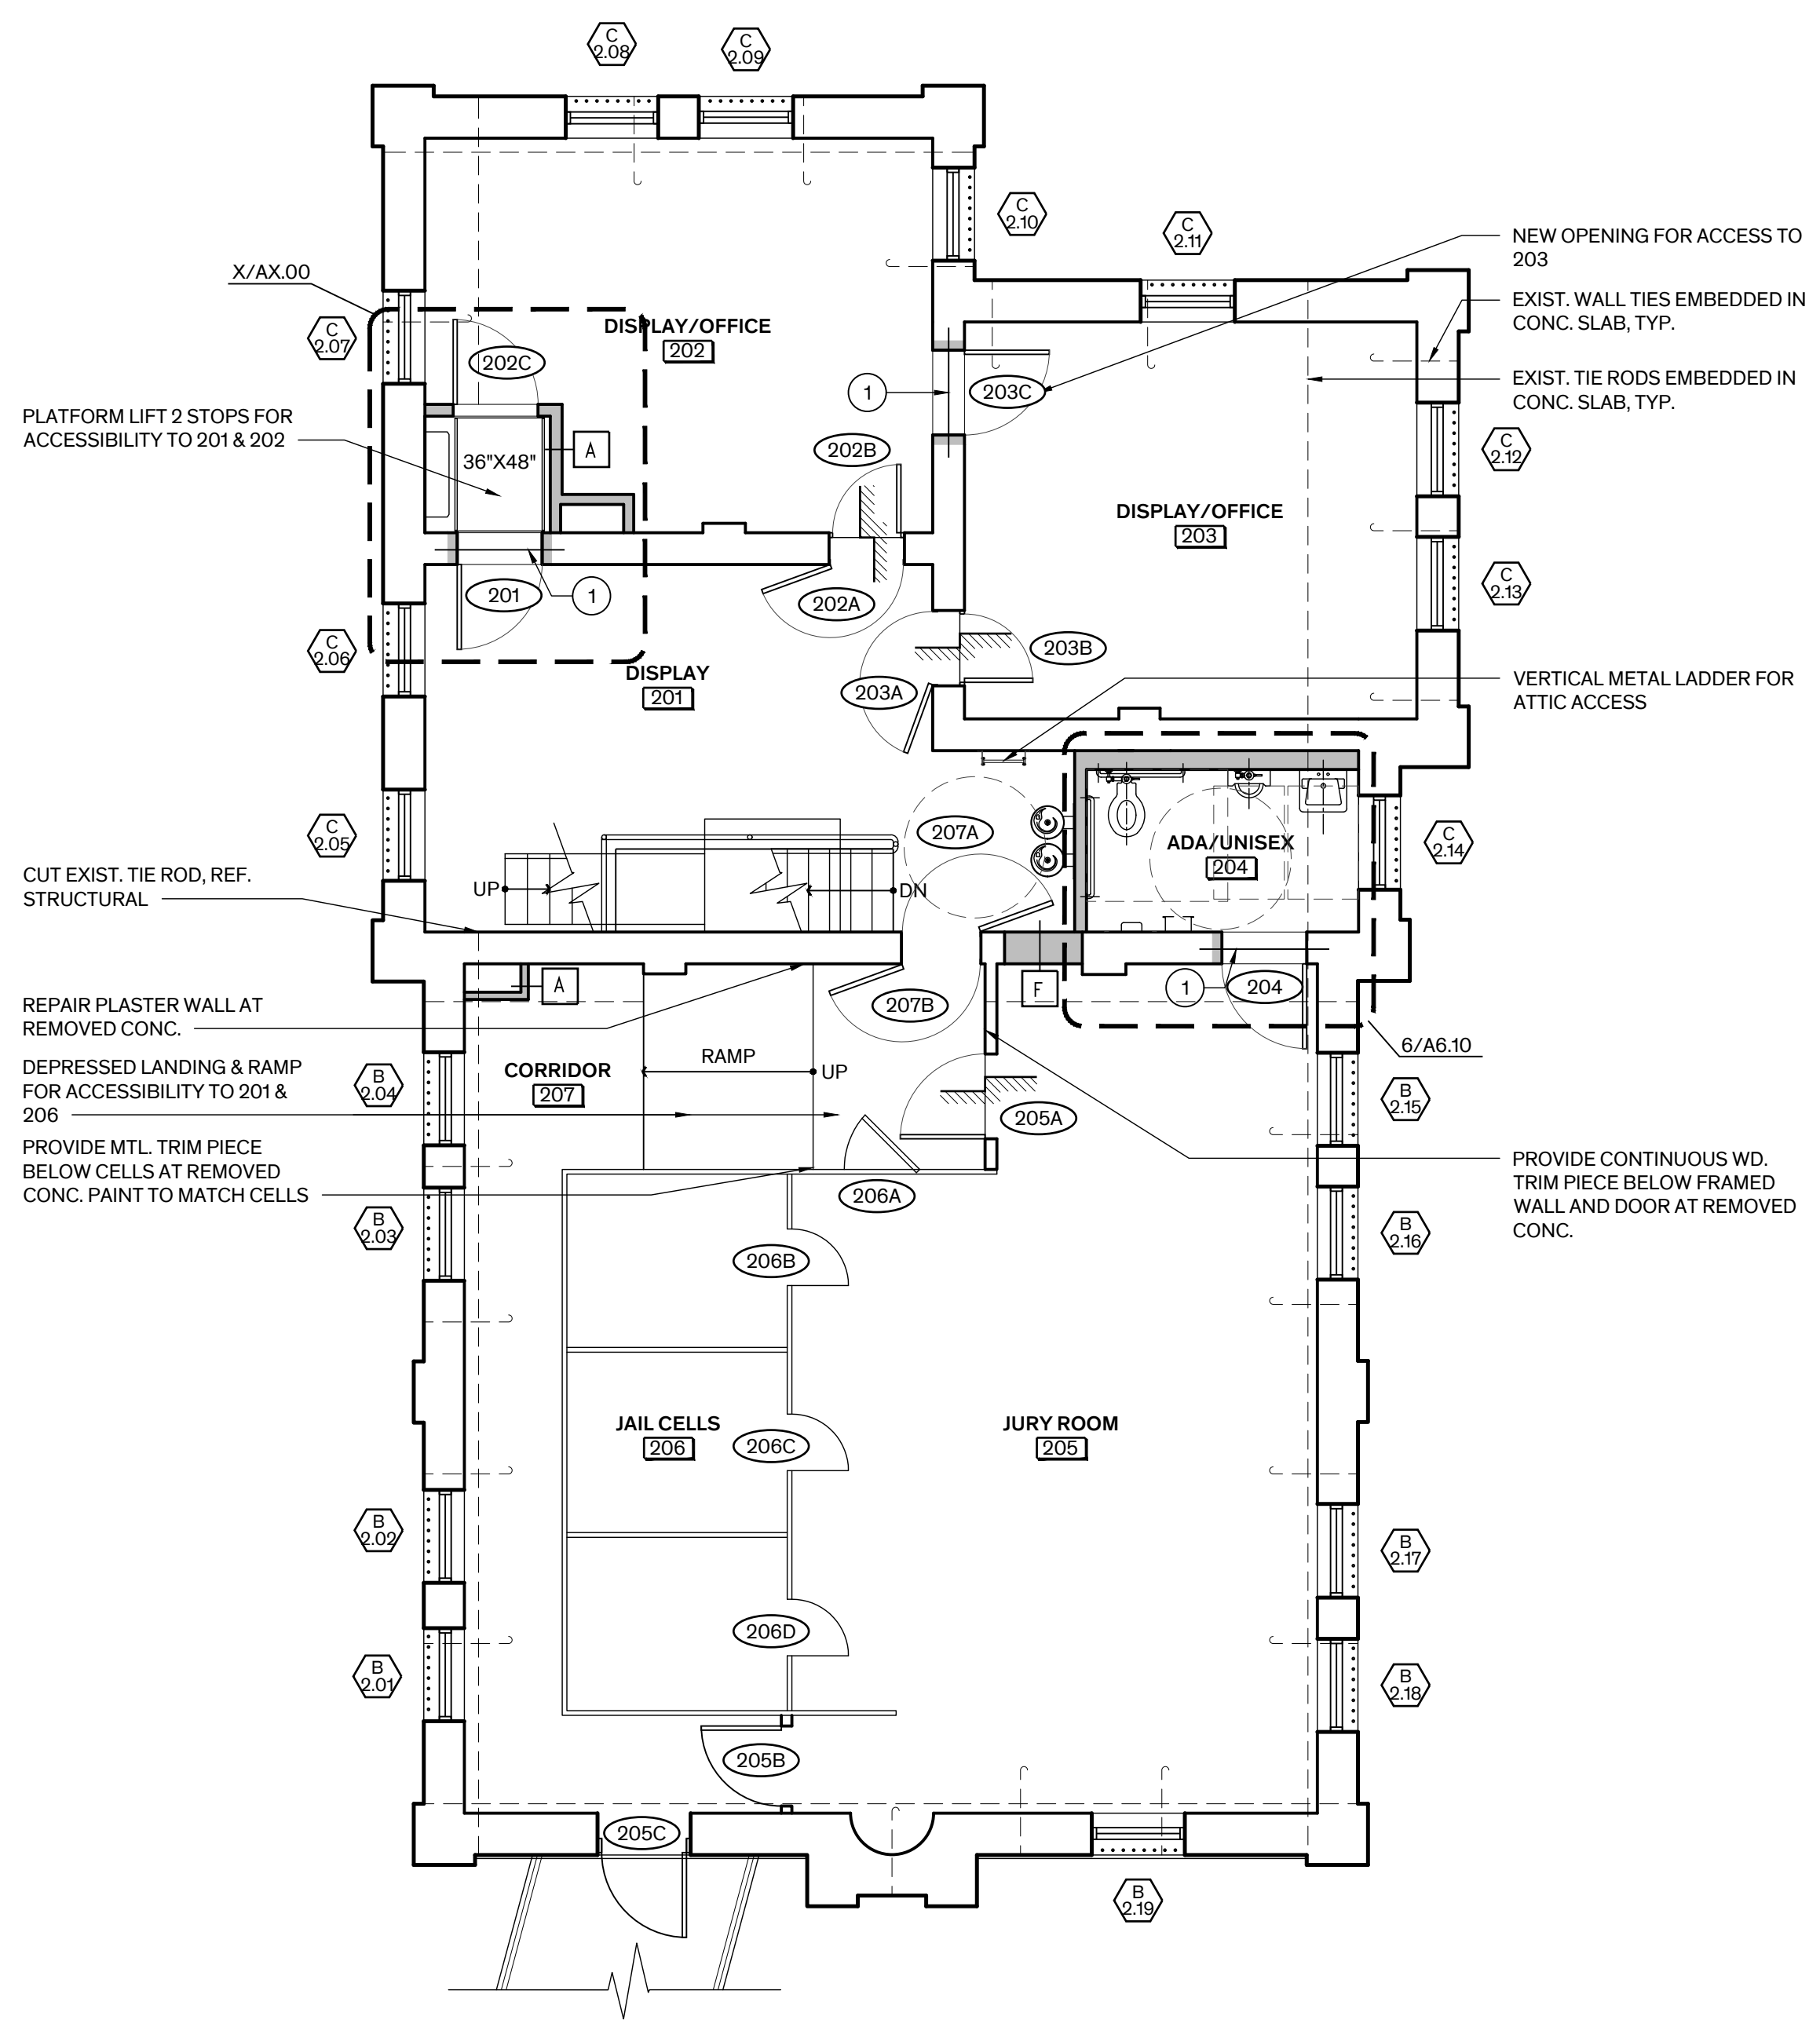 C
2.08
C
2.09
C
2.10
C
2.11
NEW OPENING FOR ACCESS TO
203
X/AX.00
EXIST. WALL TIES EMBEDDED IN
CONC. SLAB, TYP.
C
2.07
DISPLAY/OFFICE
202
202C
1
203C
EXIST. TIE RODS EMBEDDED IN
CONC. SLAB, TYP.
PLATFORM LIFT 2 STOPS FOR
ACCESSIBILITY TO 201 & 202
36"X48"
A
202B
C
2.12
DISPLAY/OFFICE
203
201
1
202A
C
2.13
C
2.06
203B
DISPLAY
201
203A
VERTICAL METAL LADDER FOR
ATTIC ACCESS
C
2.05
207A
ADA/UNISEX
204
C
2.14
CUT EXIST. TIE ROD, REF.
STRUCTURAL
UP
DN
A
F
1
204
REPAIR PLASTER WALL AT
REMOVED CONC.
207B
6/A6.10
DEPRESSED LANDING & RAMP
FOR ACCESSIBILITY TO 201 &
206
B
2.04
CORRIDOR
207
RAMP
UP
205A
B
2.15
PROVIDE MTL. TRIM PIECE
BELOW CELLS AT REMOVED
CONC. PAINT TO MATCH CELLS
206A
PROVIDE CONTINUOUS WD.
TRIM PIECE BELOW FRAMED
WALL AND DOOR AT REMOVED
CONC.
B
2.03
206B
B
2.16
JAIL CELLS
206
206C
JURY ROOM
205
B
2.02
B
2.17
206D
B
2.01
B
2.18
205B
205C
B
2.19